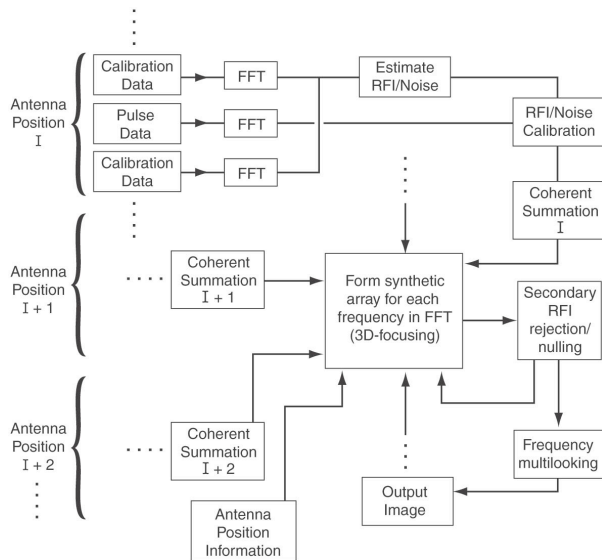 Antenna
Position
I
Calibration
Data
FFT
Pulse
Data
FFT
Calibration
Data
FFT
Estimate
RFI/Noise
RFI/Noise
Calibration
Coherent
Summation
I
Antenna
Position
I + 1
Coherent
Summation
I + 1
Form synthetic
array for each
frequency in FFT
(3D-focusing)
Secondary
RFI
rejection/
nulling
Antenna
Position
I + 2
Coherent
Summation
I + 2
Frequency
multilooking
Output
Image
Antenna
Position
Information